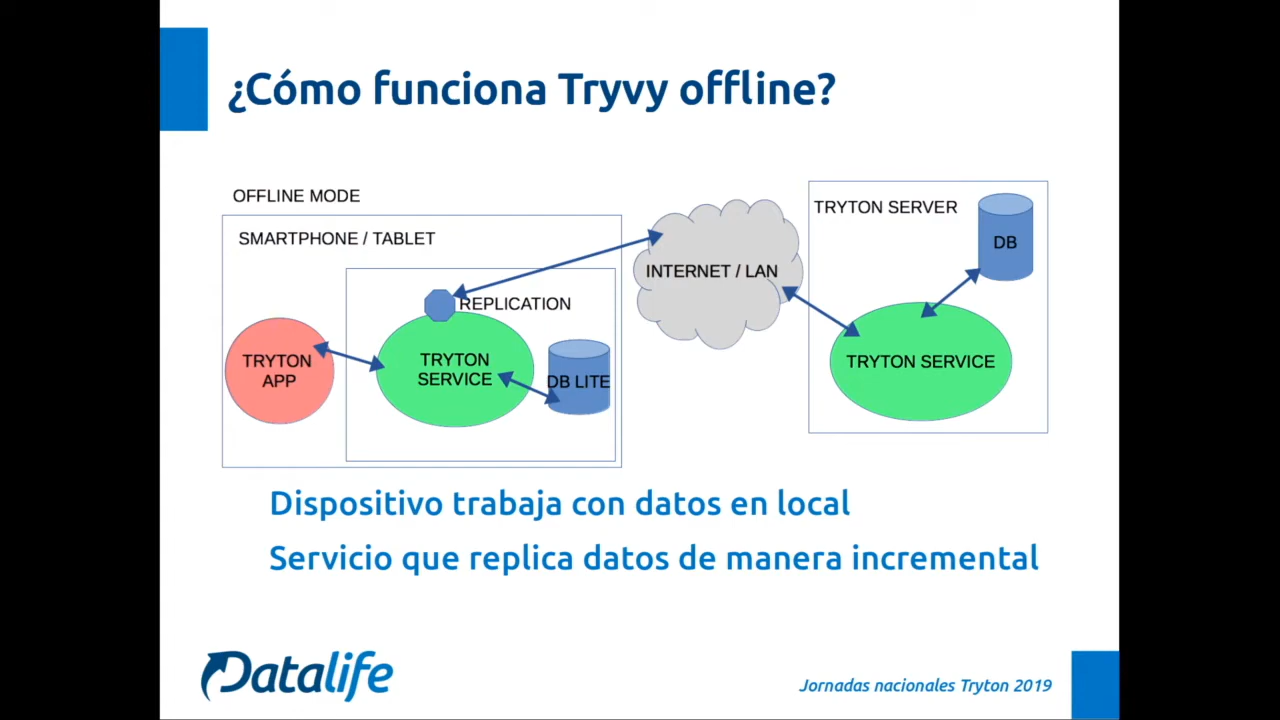 ¿Cómo funciona Tryvy offline?
OFFLINE MODE
SMARTPHONE / TABLET
REPLICATION
TRYTON
APP
TRYTON
SERVICE
DB LITE
INTERNET / LAN
TRYTON SERVER
DB
TRYTON SERVICE
Dispositivo trabaja con datos en local
Servicio que replica datos de manera incremental
Datalife
Jornadas nacionales Tryton 2019